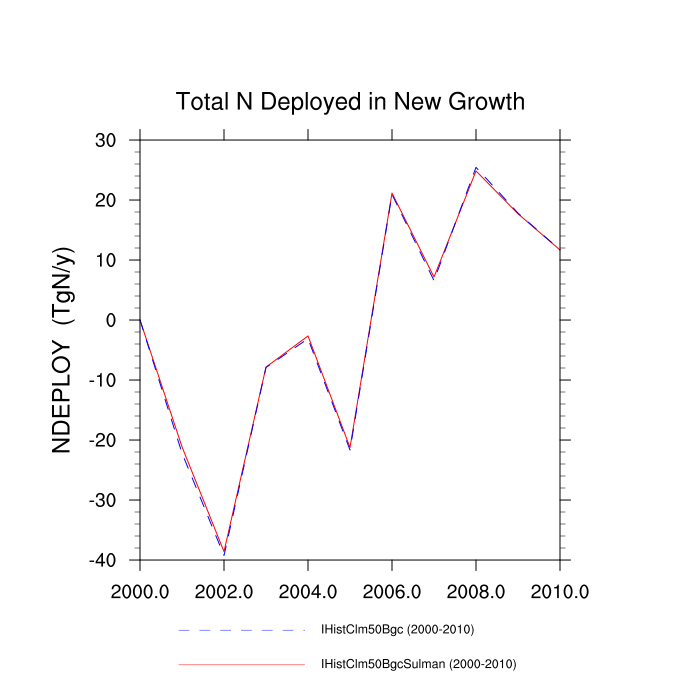 Total N Deployed in New Growth
NDEPLOY (TgN/y)
30
20
10
0
-10
-20
-30
-40
2000.0 2002.0 2004.0 2006.0 2008.0 2010.0
IHistClm50Bgc (2000-2010)
IHistClm50BgcSulman (2000-2010)